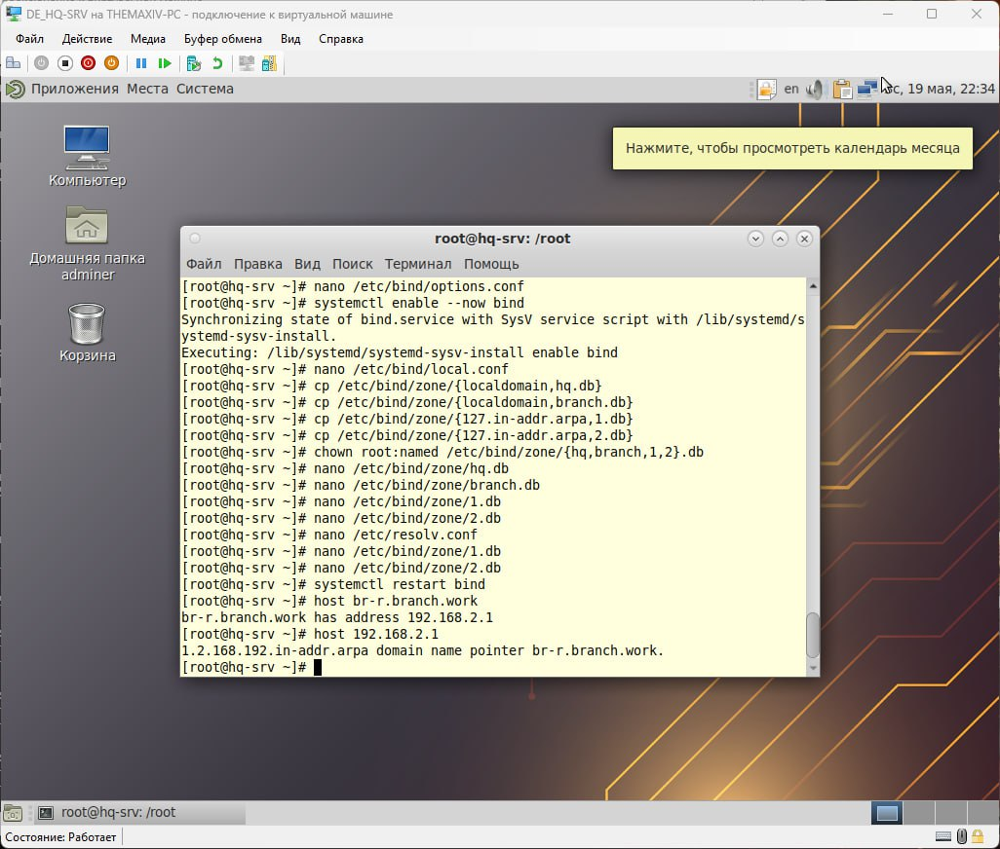 DE_HQ-SRV на THEMAXIV-PC - подключение к виртуальной машине
Файл Действие Медиа Буфер обмена Вид Справка
Приложения Места Система
en
19 мая, 22:34
Нажмите, чтобы просмотреть календарь месяца
Компьютер
Домашняя папка
adminer
Корзина
root@hq-srv: /root
Файл Правка Вид Поиск Терминал Помощь
[root@hq-srv ~]# nano /etc/bind/options.conf
[root@hq-srv ~]# systemctl enable --now bind
Synchronizing state of bind.service with SysV service script with /lib/systemd/s
ystemd-sysv-install.
Executing: /lib/systemd/systemd-sysv-install enable bind
[root@hq-srv ~]# nano /etc/bind/local.conf
[root@hq-srv ~]# cp /etc/bind/zone/{localdomain,hq.db}
[root@hq-srv ~]# cp /etc/bind/zone/{localdomain,branch.db}
[root@hq-srv ~]# cp /etc/bind/zone/{127.in-addr.arpa,1.db}
[root@hq-srv ~]# cp /etc/bind/zone/{127.in-addr.arpa,2.db}
[root@hq-srv ~]# chown root:named /etc/bind/zone/{hq,branch,1,2}.db
[root@hq-srv ~]# nano /etc/bind/zone/hq.db
[root@hq-srv ~]# nano /etc/bind/zone/branch.db
[root@hq-srv ~]# nano /etc/bind/zone/1.db
[root@hq-srv ~]# nano /etc/bind/zone/2.db
[root@hq-srv ~]# nano /etc/resolv.conf
[root@hq-srv ~]# nano /etc/bind/zone/1.db
[root@hq-srv ~]# nano /etc/bind/zone/2.db
[root@hq-srv ~]# systemctl restart bind
[root@hq-srv ~]# host br-r.branch.work
br-r.branch.work has address 192.168.2.1
[root@hq-srv ~]# host 192.168.2.1
1.2.168.192.in-addr.arpa domain name pointer br-r.branch.work.
[root@hq-srv ~]#
root@hq-srv: /root
Состояние: Работает